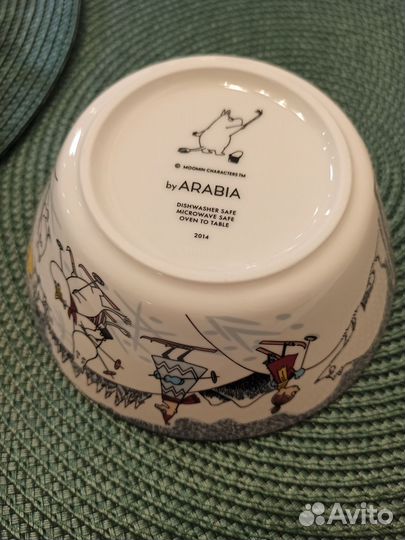 © MOOMIN CHARACTERS™
by ARABIA
DISHWASHER SAFE
MICROWAVE SAFE
OVEN TO TABLE
2014
Avito